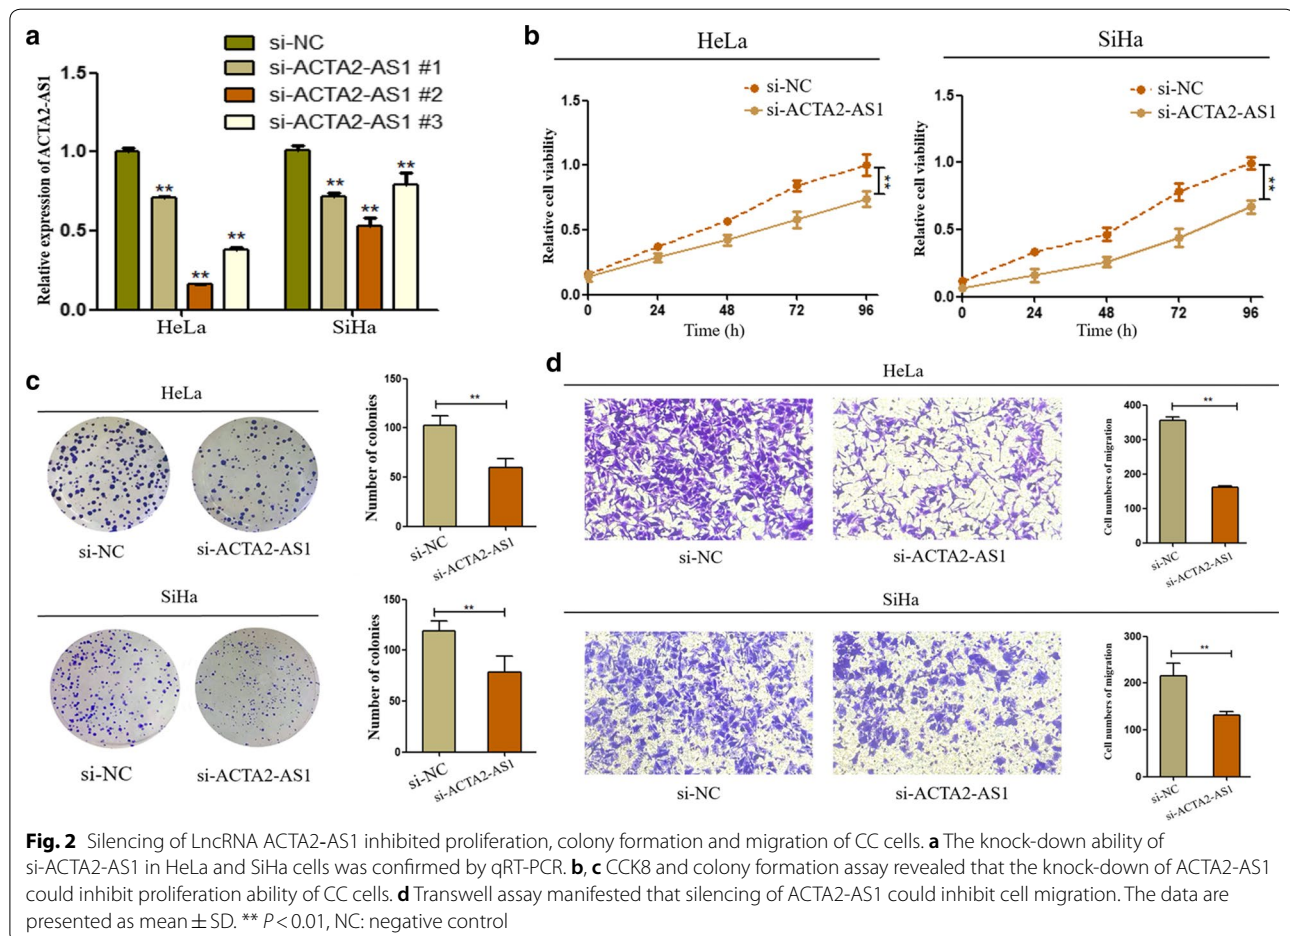 a
si-NC
si-ACTA2-AS1 #1
si-ACTA2-AS1 #2
si-ACTA2-AS1 #3
Relative expression of ACTA2-AS1
1.5
1.0
0.5
0.0
**
**
**
**
**
**
HeLa
SiHa
b
HeLa
si-NC
si-ACTA2-AS1
Relative cell viability
1.5
1.0
0.5
0.0
**
0
24
48
72
96
Time (h)
SiHa
si-NC
si-ACTA2-AS1
Relative cell viability
1.5
1.0
0.5
0.0
**
0
24
48
72
96
Time (h)
c
HeLa
si-NC
si-ACTA2-AS1
Number of colonies
150
100
50
0
**
si-NC
si-ACTA2-AS1
SiHa
si-NC
si-ACTA2-AS1
Number of colonies
150
100
50
0
**
si-NC
si-ACTA2-AS1
d
HeLa
si-NC
si-ACTA2-AS1
Cell numbers of migration
400
300
200
100
0
**
si-NC
si-ACTA2-AS1
SiHa
si-NC
si-ACTA2-AS1
Cell numbers of migration
300
200
100
0
**
si-NC
si-ACTA2-AS1
Fig. 2 Silencing of LncRNA ACTA2-AS1 inhibited proliferation, colony formation and migration of CC cells. a The knock-down ability of
si-ACTA2-AS1 in HeLa and SiHa cells was confirmed by qRT-PCR. b, c CCK8 and colony formation assay revealed that the knock-down of ACTA2-AS1
could inhibit proliferation ability of CC cells. d Transwell assay manifested that silencing of ACTA2-AS1 could inhibit cell migration. The data are
presented as mean ± SD. ** P < 0.01, NC: negative control